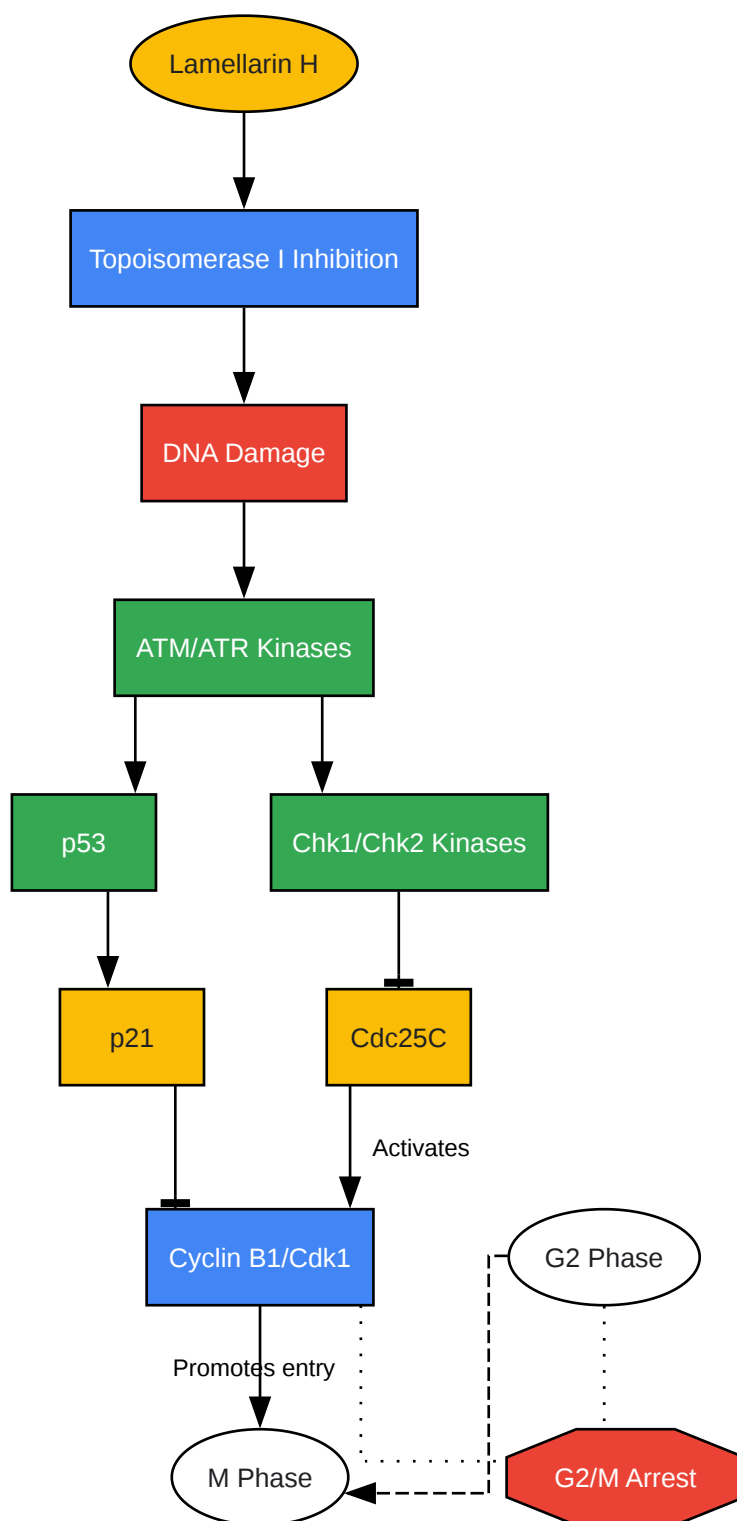 Lamellarin H
Topoisomerase I Inhibition
DNA Damage
ATM/ATR Kinases
p53
Chk1/Chk2 Kinases
p21
Cdc25C
Activates
Cyclin B1/Cdk1
G2 Phase
Promotes entry
M Phase
G2/M Arrest